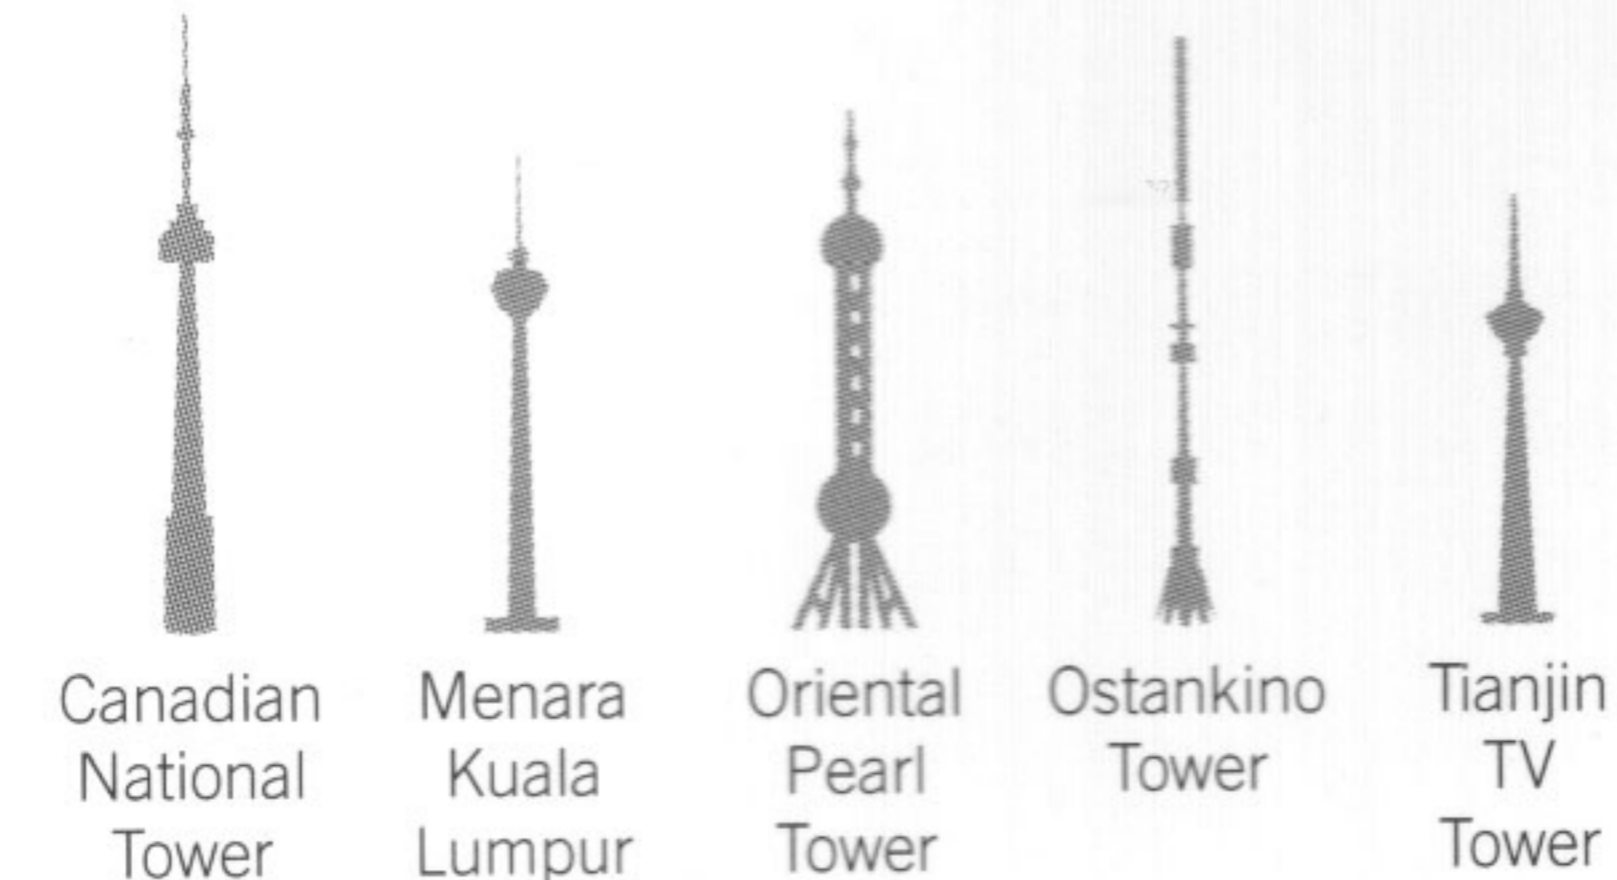 Canadian
National
Tower
Menara
Kuala
Lumpur
Oriental
Pearl
Tower
Ostankino
Tower
Tianjin
TV
Tower